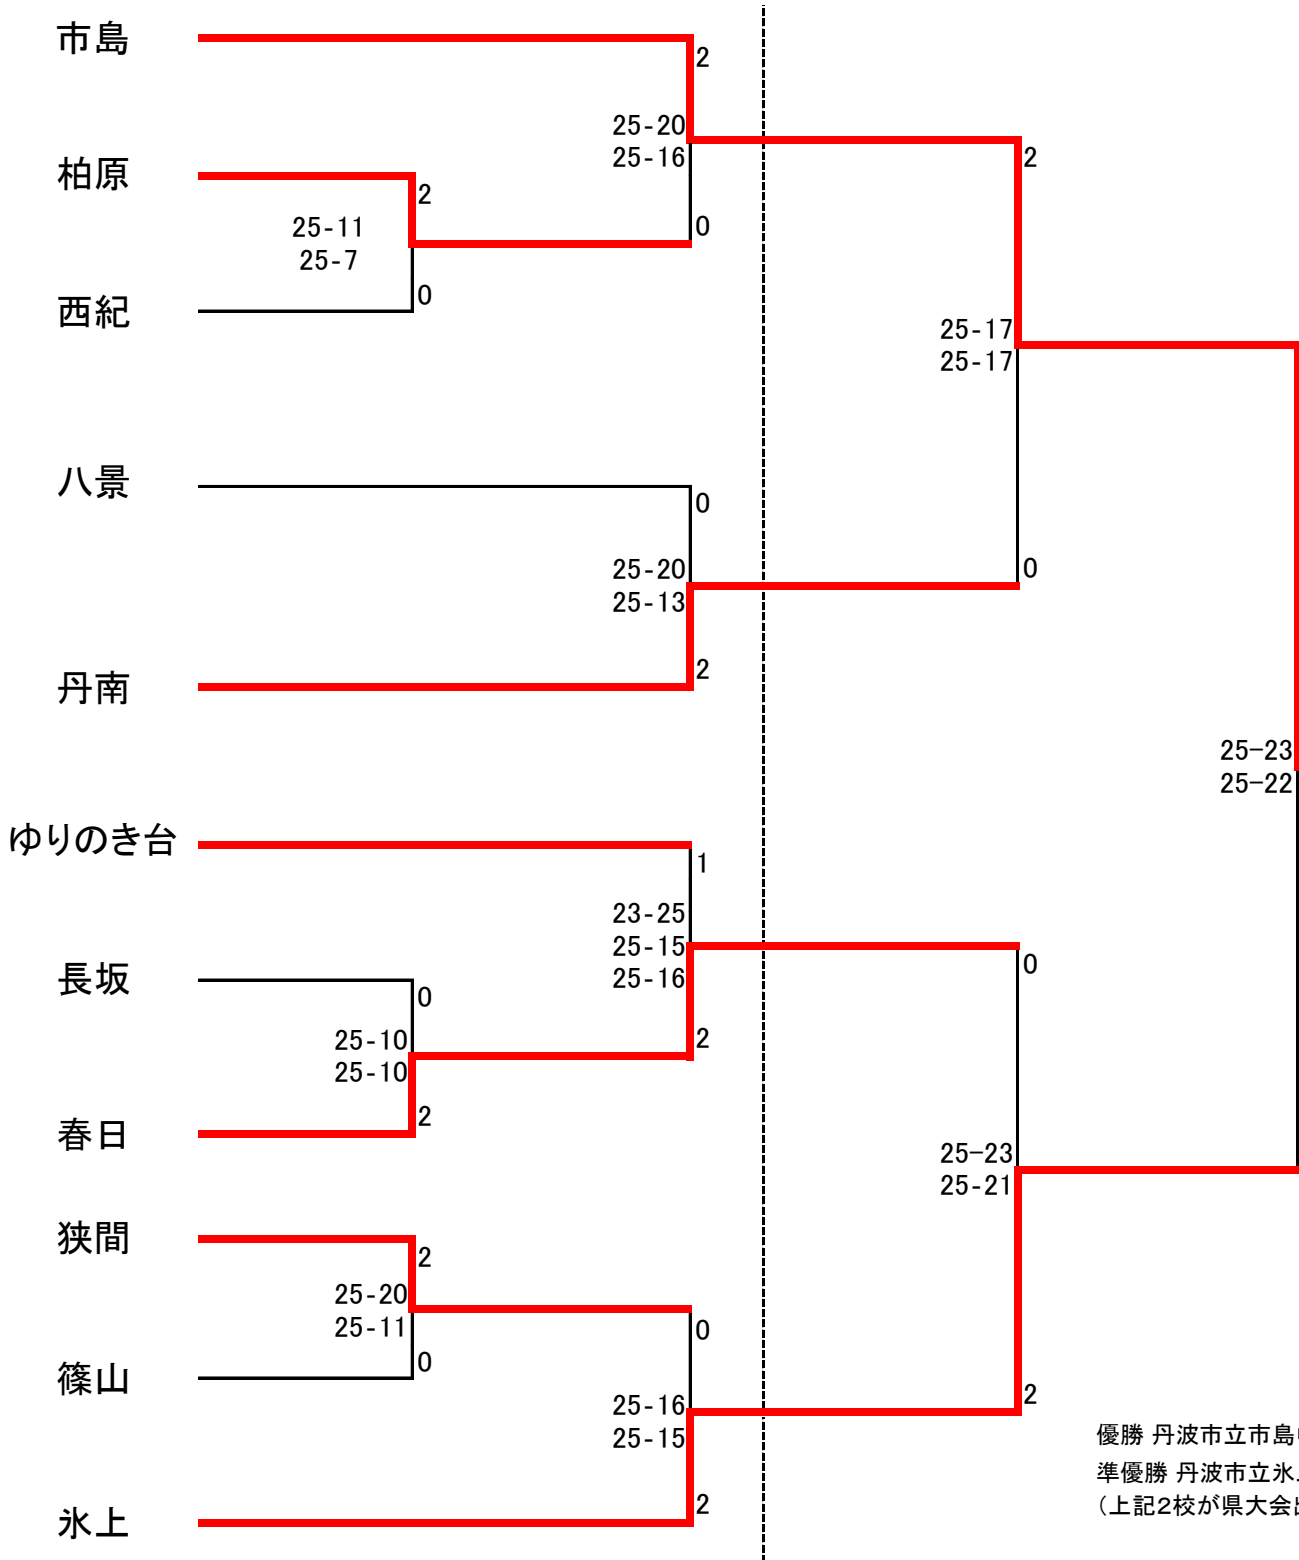 市島
2
25-20
25-16
2
柏原
2
25-11
25-7
0
0
西紀
25-17
25-17
八景
0
25-20
25-13
0
丹南
2
25-23
25-22
ゆりのき台
1
23-25
25-15
25-16
0
長坂
0
25-10
25-10
2
春日
2
25-23
25-21
狭間
2
25-20
25-11
0
0
篠山
25-16
25-15
2
氷上
2
優勝 丹波市立市島
準優勝 丹波市立氷
(上記2校が県大会